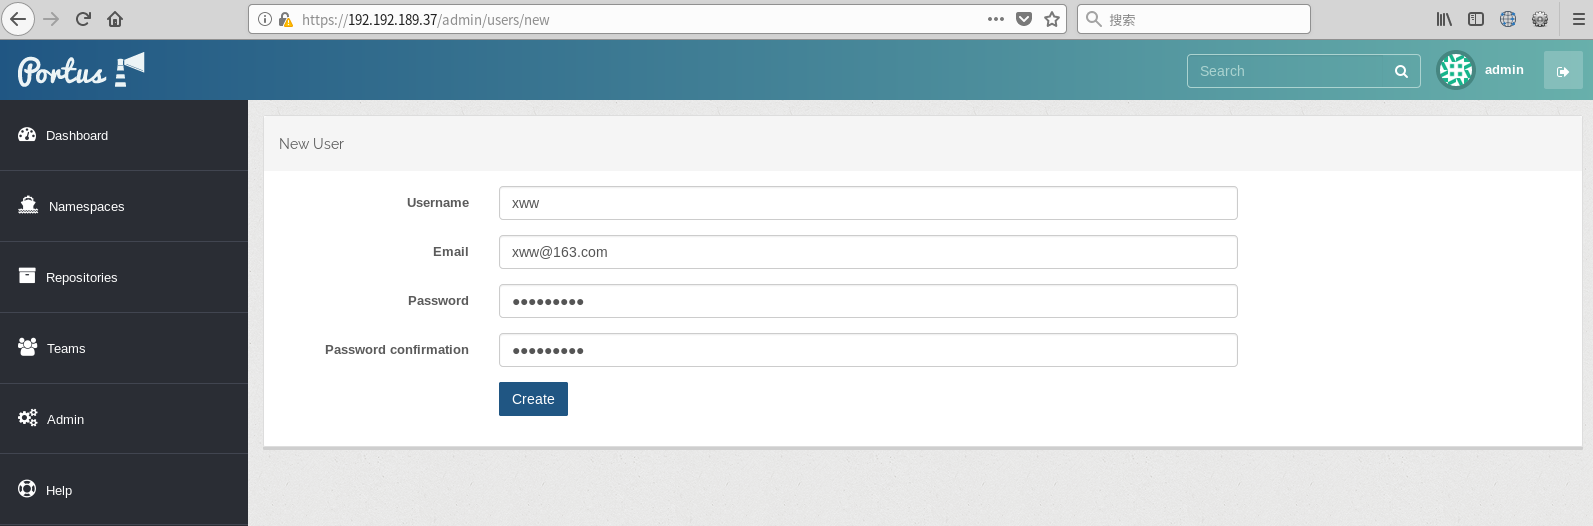 https://192.192.189.37/admin/users/new
搜索
Portus
Search
admin
Dashboard
Namespaces
Repositories
Teams
Admin
Help
New User
Username
xww
Email
xww@163.com
Password
●●●●●●●●●
Password confirmation
●●●●●●●●●
Create